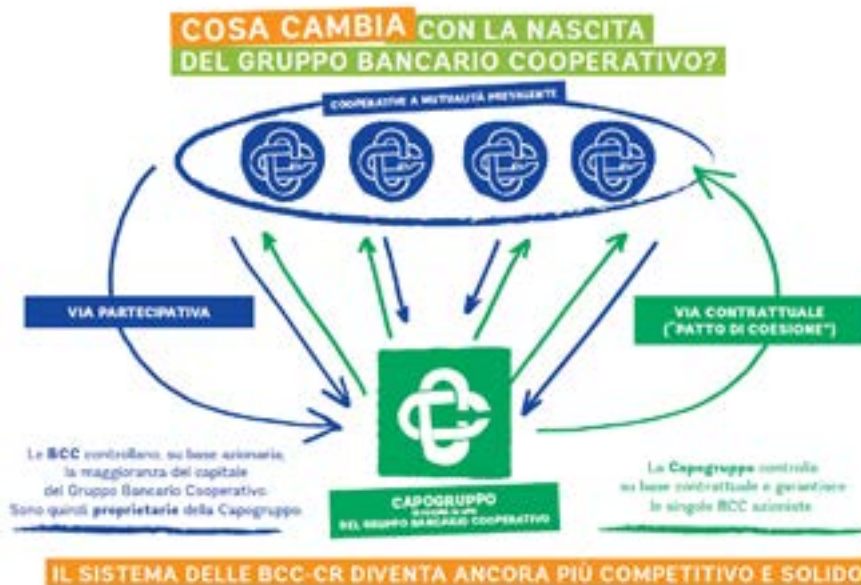 COSA CAMBIA CON LA NASCITA
DEL GRUPPO BANCARIO COOPERATIVO?
COOPERATIVE A MUTUALITÀ PREVALENTE
VIA PARTECIPATIVA
VIA CONTRATTUALE
("PATTO DI COESIONE")
Le BCC controllano, su base azionaria,
la maggioranza del capitale
del Gruppo Bancario Cooperativo.
Sono quindi proprietarie della Capogruppo.
La Capogruppo controlla
su base contrattuale e garantisce
le singole BCC azioniste.
CAPOGRUPPO
DEL GRUPPO BANCARIO COOPERATIVO
IL SISTEMA DELLE BCC-CR DIVENTA ANCORA PIÙ COMPETITIVO E SOLIDO